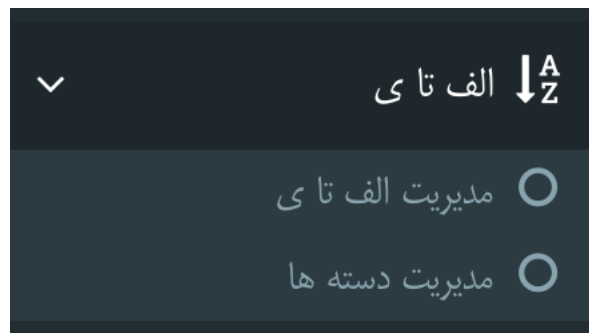 الف تا ی
مدیریت الف تا ی
مدیریت دسته ها